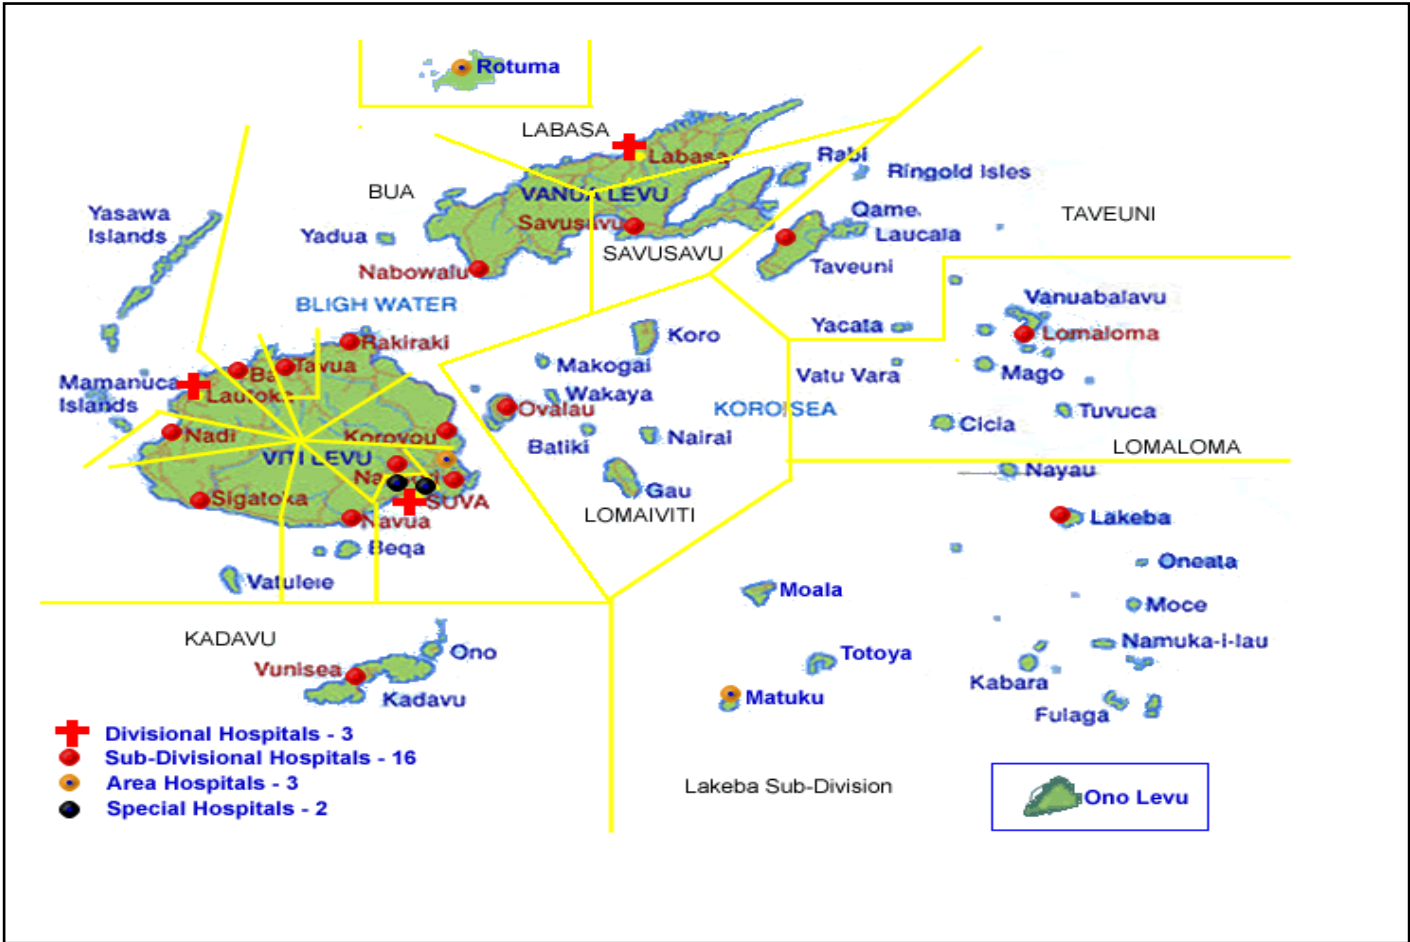 Rotuma
LABASA
Labasa
Rabi
Ringold Isles
BUA
VANUA LEVU
Yasawa
Islands
Qame,
TAVEUNI
Yadua
Savusavu
Laucala
SAVUSAVU
Nabowalu
Taveuni
BLIGH WATER
Vanuabalavu
Rakiraki
Koro
Yacata
Lomaloma
Ba
Tavua
Makogai
Mamanuca
Islands
Vatu Vara
Mago
Lautoka
Wakaya
Ovalau
KORO SEA
Tuvuca
Nadi
Korovou
Batiki
Nairai
Cicia
LOMALOMA
VITI LEVU
Nayau
Gau
Sigatoka
SUVA
LOMAIVITI
Lakeba
Navua
Beqa
Oneata
Vatuleie
Moala
Moce
KADAVU
Namuka-i-lau
Ono
Totoya
Vunisea
Kabara
Kadavu
Matuku
Fulaga
Divisional Hospitals - 3
Sub-Divisional Hospitals - 16
Area Hospitals - 3
Special Hospitals - 2
Lakeba Sub-Division
Ono Levu